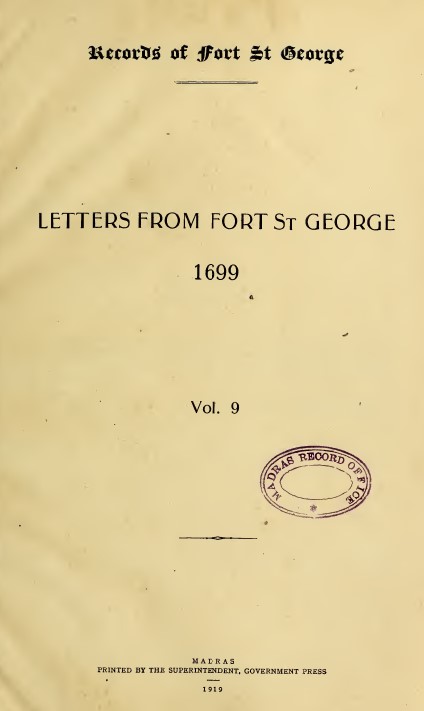 Records of Fort St George
LETTERS FROM FORT ST GEORGE
1699
Vol. 9
MADRAS RECORD OFFICE
MADRAS
PRINTED BY THE SUPERINTENDENT, GOVERNMENT PRESS
1919